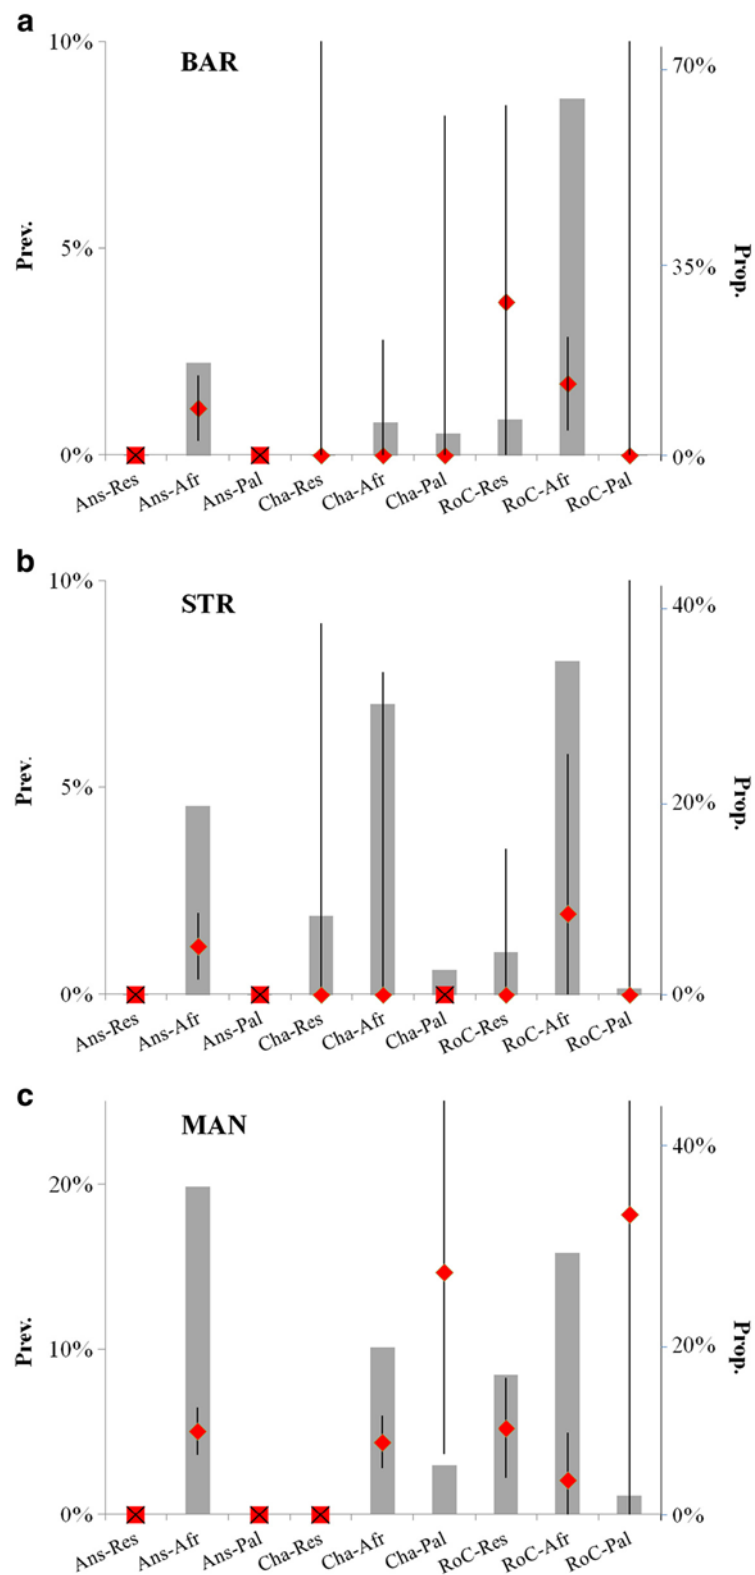 a
BAR
10%
5%
0%
Prev.
70%
35%
0%
Prop.
Ans-Res
Ans-Afr
Ans-Pal
Cha-Res
Cha-Afr
Cha-Pal
RoC-Res
RoC-Afr
RoC-Pal
b
STR
10%
5%
0%
Prev.
40%
20%
0%
Prop.
Ans-Res
Ans-Afr
Ans-Pal
Cha-Res
Cha-Afr
Cha-Pal
RoC-Res
RoC-Afr
RoC-Pal
c
MAN
20%
10%
0%
Prev.
40%
20%
0%
Prop.
Ans-Res
Ans-Afr
Ans-Pal
Cha-Res
Cha-Afr
Cha-Pal
RoC-Res
RoC-Afr
RoC-Pal